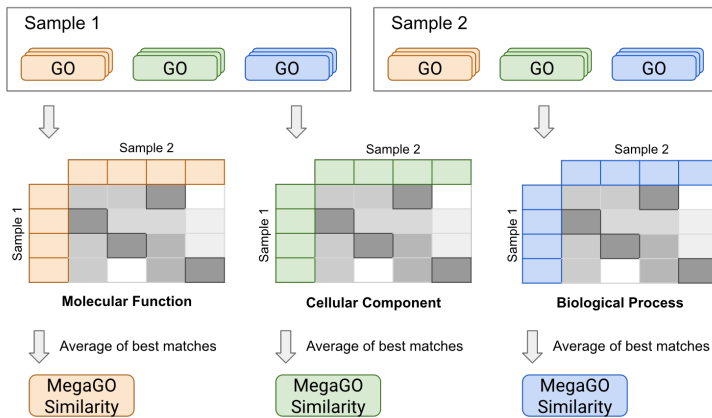 Sample 1
GO
GO
GO
Sample 2
GO
GO
GO
Sample 2
Sample 1
Molecular Function
Sample 2
Sample 1
Cellular Component
Sample 2
Sample 1
Biological Process
Average of best matches
Average of best matches
Average of best matches
MegaGO
Similarity
MegaGO
Similarity
MegaGO
Similarity